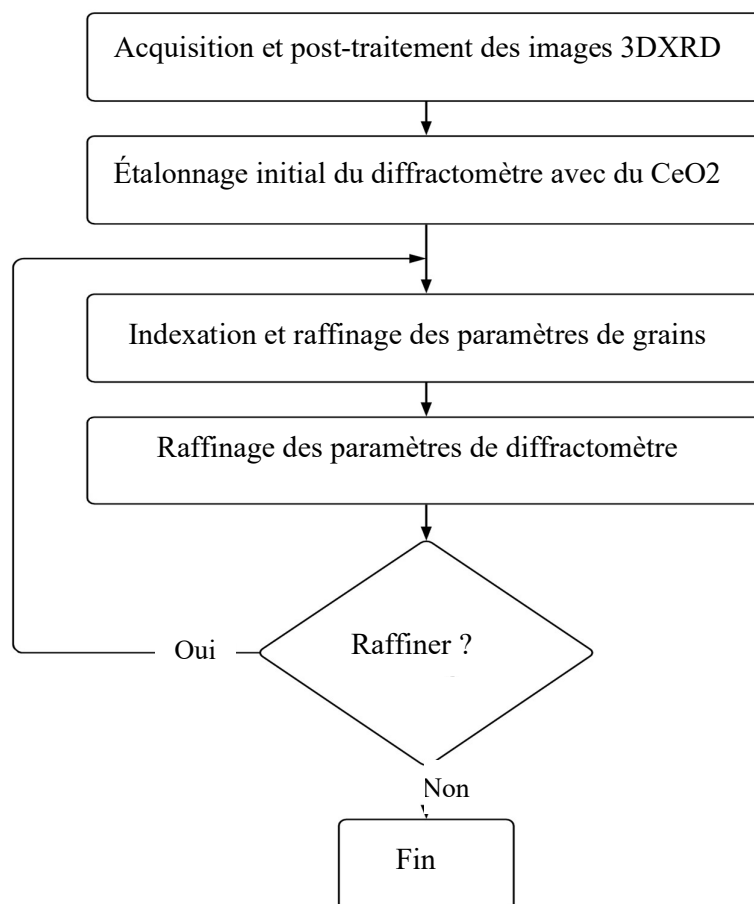 Acquisition et post-traitement des images 3DXRD
Étalonnage initial du diffractomètre avec du CeO2
Indexation et raffinage des paramètres de grains
Raffinage des paramètres de diffractomètre
Raffiner ?
Oui
Non
Fin